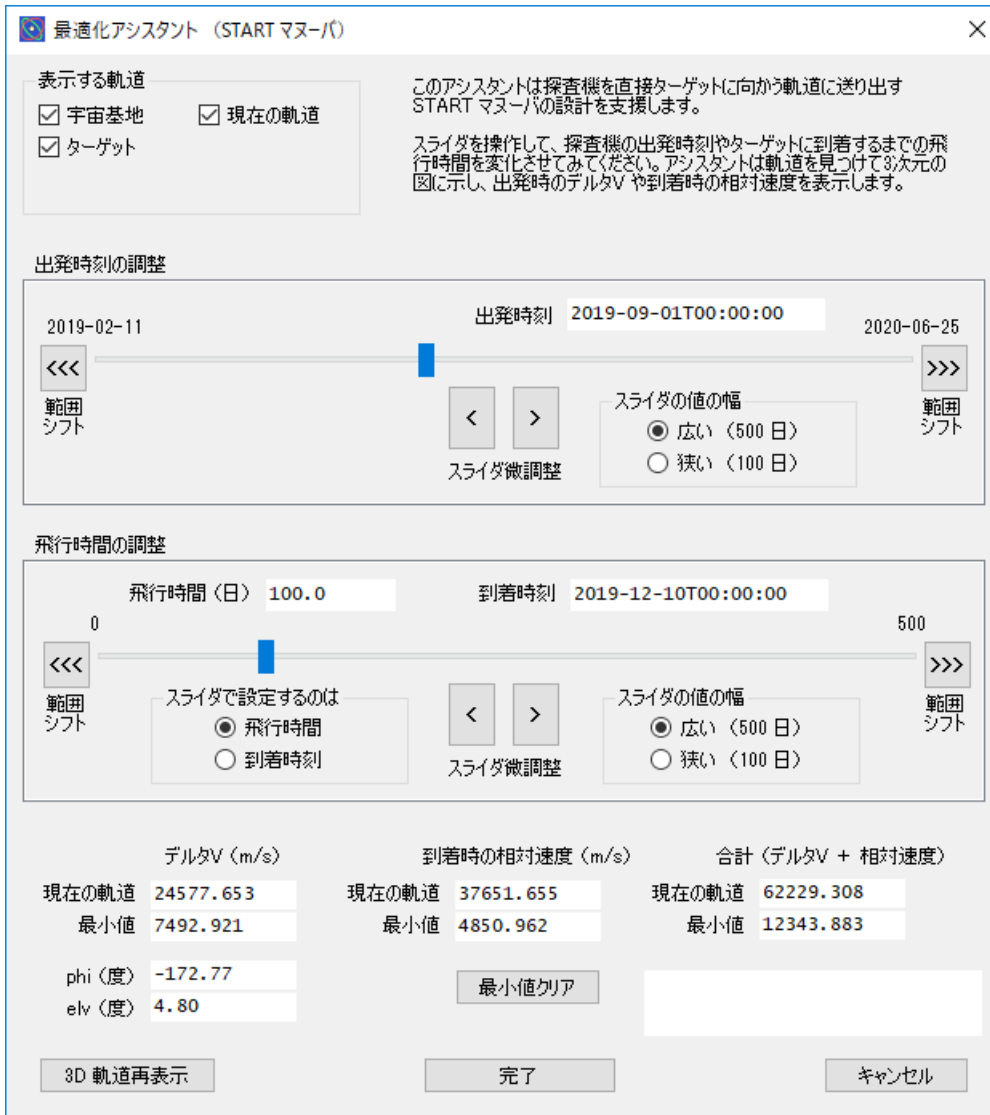 最適化アシスタント （START マヌーバ）
表示する軌道
宇宙基地
現在の軌道
ターゲット
このアシスタントは探査機を直接ターゲットに向かう軌道に送り出す
START マヌーバの設計を支援します。
スライダを操作して、探査機の出発時刻やターゲットに到着するまでの飛
行時間を変化させてみてください。アシスタントは軌道を見つけて3次元の
図に示し、出発時のデルタV や到着時の相対速度を表示します。
出発時刻の調整
出発時刻 2019-09-01T00:00:00
2019-02-11
2020-06-25
<<<
>>>
範囲
シフト
<
>
スライダ微調整
スライダの値の幅
広い （500 日）
狭い （100 日）
範囲
シフト
飛行時間の調整
飛行時間（日） 100.0
到着時刻 2019-12-10T00:00:00
0
500
<<<
>>>
範囲
シフト
スライダで設定するのは
飛行時間
到着時刻
<
>
スライダ微調整
スライダの値の幅
広い （500 日）
狭い （100 日）
範囲
シフト
デルタV（m/s）
到着時の相対速度（m/s）
合計（デルタV + 相対速度）
現在の軌道 24577.653
現在の軌道 37651.655
現在の軌道 62229.308
最小値 7492.921
最小値 4850.962
最小値 12343.883
phi（度） -172.77
elv（度） 4.80
最小値クリア
3D 軌道再表示
完了
キャンセル